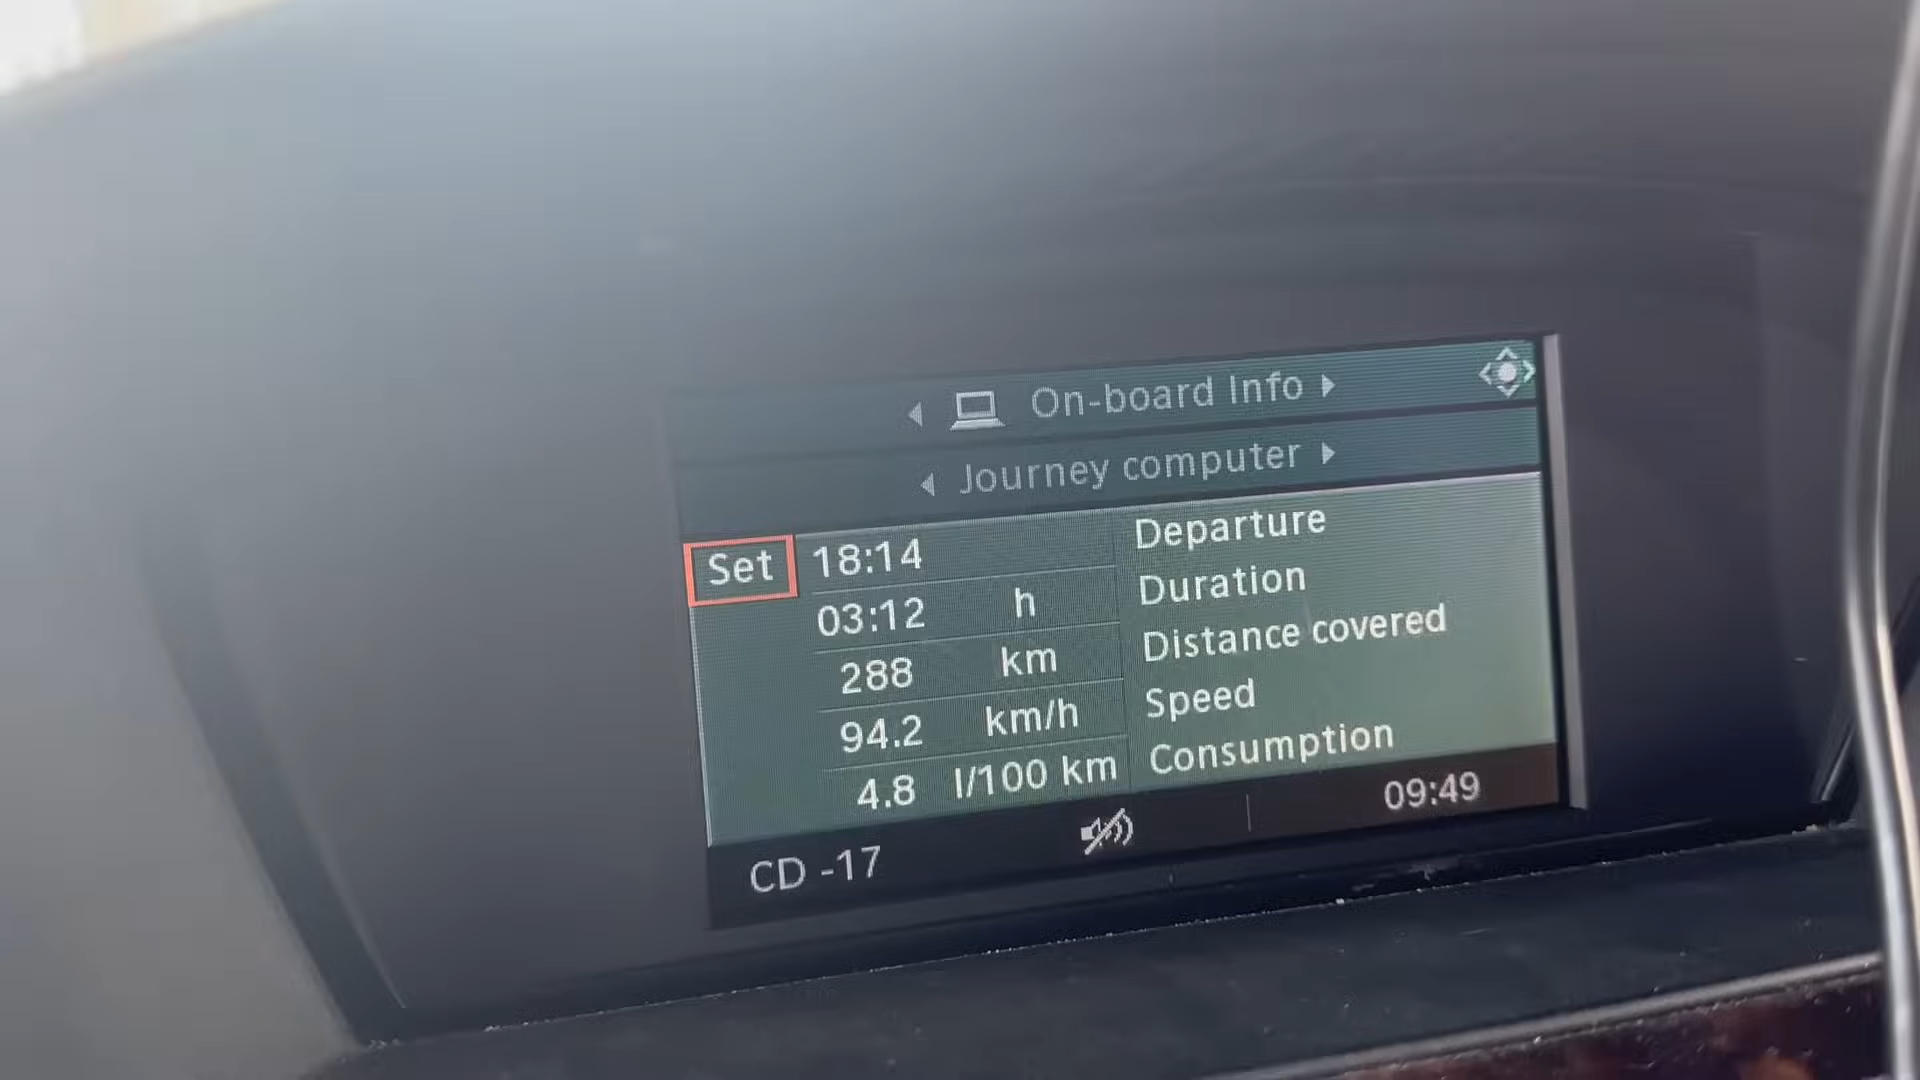 On-board Info
Journey computer
Set 18:14 Departure
03:12 h Duration
288 km Distance covered
94.2 km/h Speed
4.8 l/100 km Consumption
CD -17 09:49